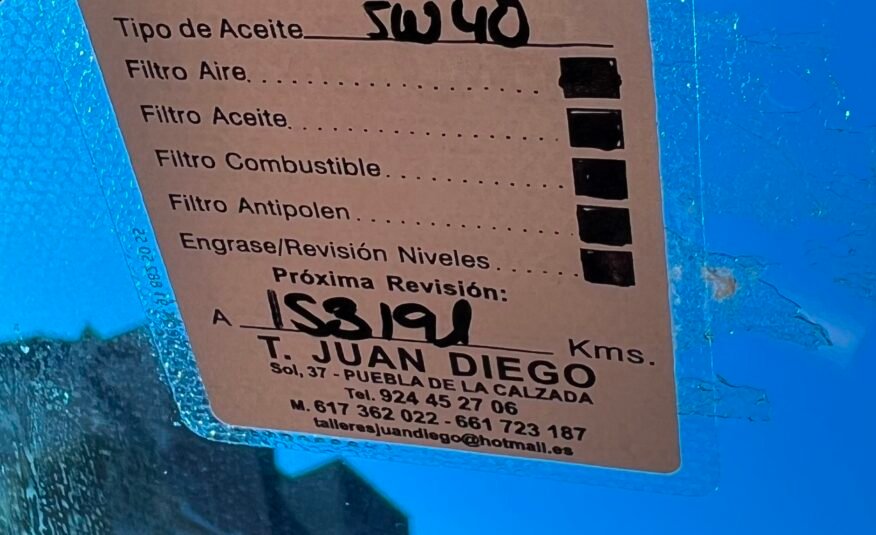 Tipo de Aceite 5W40
Filtro Aire
Filtro Aceite
Filtro Combustible
Filtro Antipolen
Engrase/Revisión Niveles
Próxima Revisión:
A Kms.
T. JUAN DIEGO
Sol, 37 - PUEBLA DE LA CALZADA
Tel. 924 45 27 06
M. 617 362 022 - 661 723 187
talleresjuandiego@hotmail.es